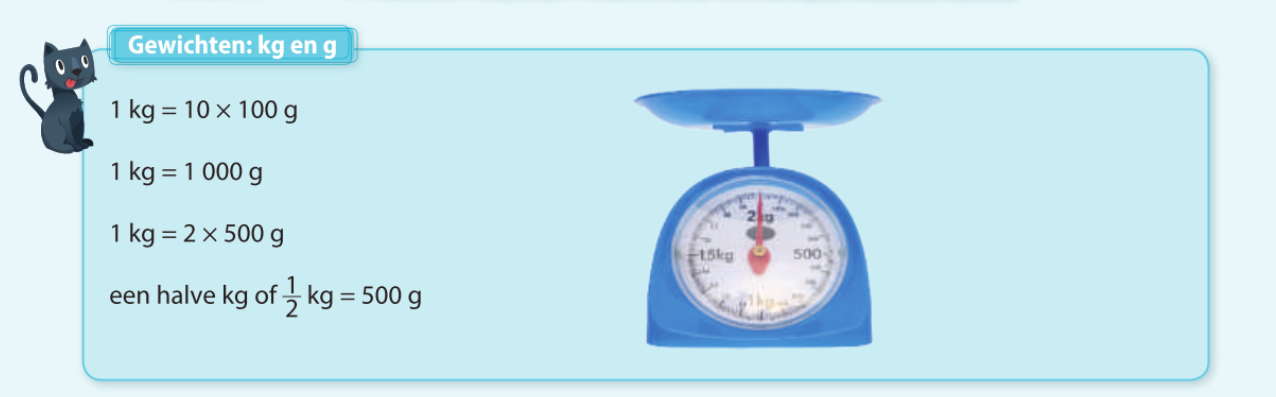 Gewichten: kg en g
1 kg = 10 × 100 g
1 kg = 1 000 g
1 kg = 2 × 500 g
een halve kg of 1/2 kg = 500 g
2kg
1.5kg
500
1kg